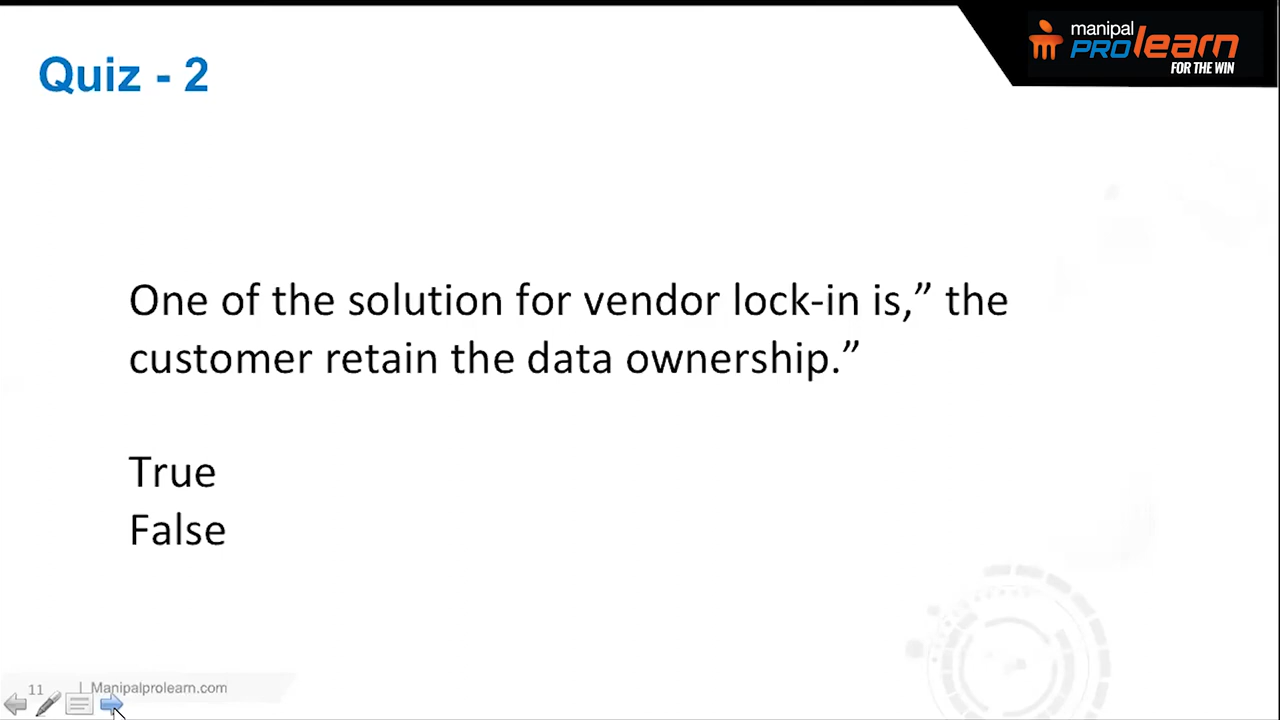 Quiz - 2
manipal
PROlearn
FOR THE WIN
One of the solution for vendor lock-in is,” the
customer retain the data ownership.”
True
False
11 | Manipalprolearn.com